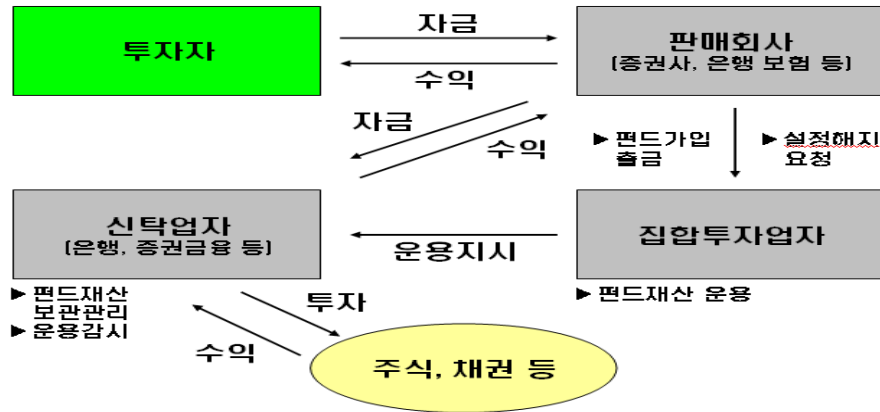 투자자
자금
수익
판매회사
(증권사, 은행 보험 등)
자금
수익
▶ 펀드가입
출금
▶ 설정해지
요청
신탁업자
(은행, 증권금융 등)
운용지시
집합투자업자
▶ 펀드재산
보관관리
▶ 운용감시
투자
수익
▶ 펀드재산 운용
주식, 채권 등